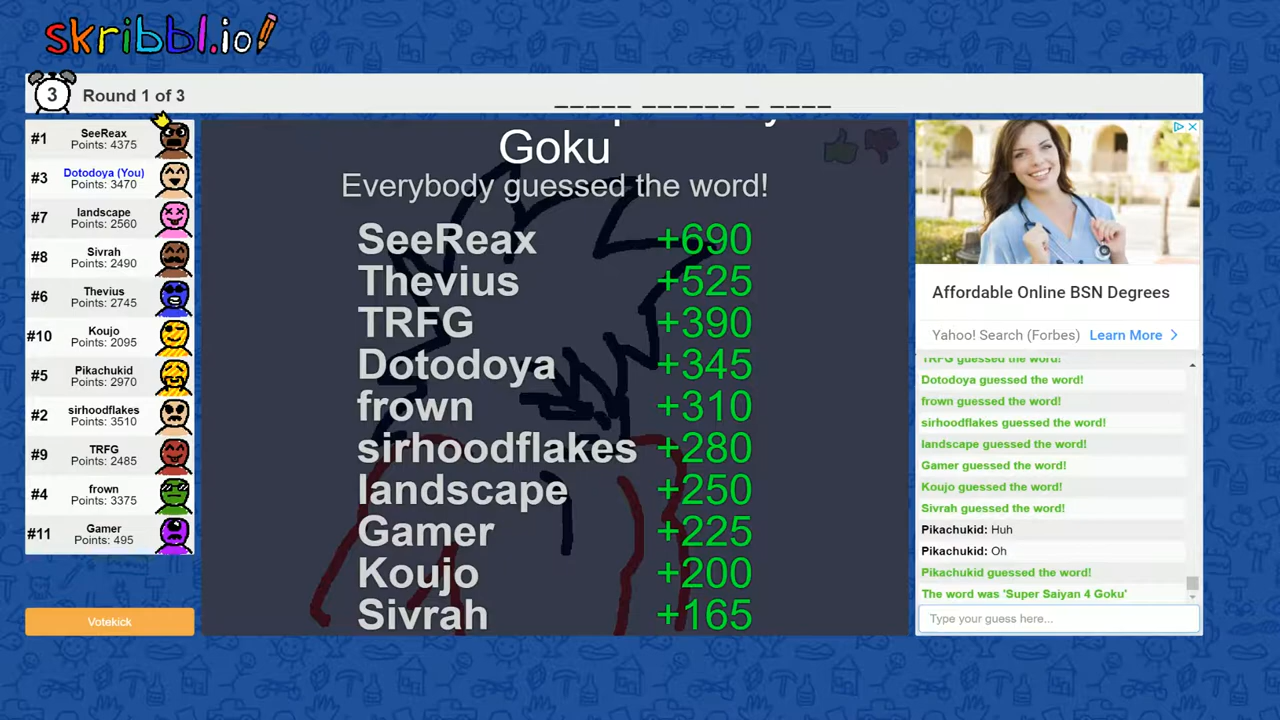 skribbl.io!
3
Round 1 of 3
_____ ______ _ ____
#1 SeeReax
Points: 4375
#3 Dotodoya (You)
Points: 3470
#7 landscape
Points: 2560
#8 Sivrah
Points: 2490
#6 Thevius
Points: 2745
#10 Koujo
Points: 2095
#5 Pikachukid
Points: 2970
#2 sirhoodflakes
Points: 3510
#9 TRFG
Points: 2485
#4 frown
Points: 3375
#11 Gamer
Points: 495
Votekick
Goku
Everybody guessed the word!
SeeReax +690
Thevius +525
TRFG +390
Dotodoya +345
frown +310
sirhoodflakes +280
landscape +250
Gamer +225
Koujo +200
Sivrah +165
Affordable Online BSN Degrees
Yahoo! Search (Forbes) Learn More >
TRFG guessed the word!
Dotodoya guessed the word!
frown guessed the word!
sirhoodflakes guessed the word!
landscape guessed the word!
Gamer guessed the word!
Koujo guessed the word!
Sivrah guessed the word!
Pikachukid: Huh
Pikachukid: Oh
Pikachukid guessed the word!
The word was 'Super Saiyan 4 Goku'
Type your guess here...